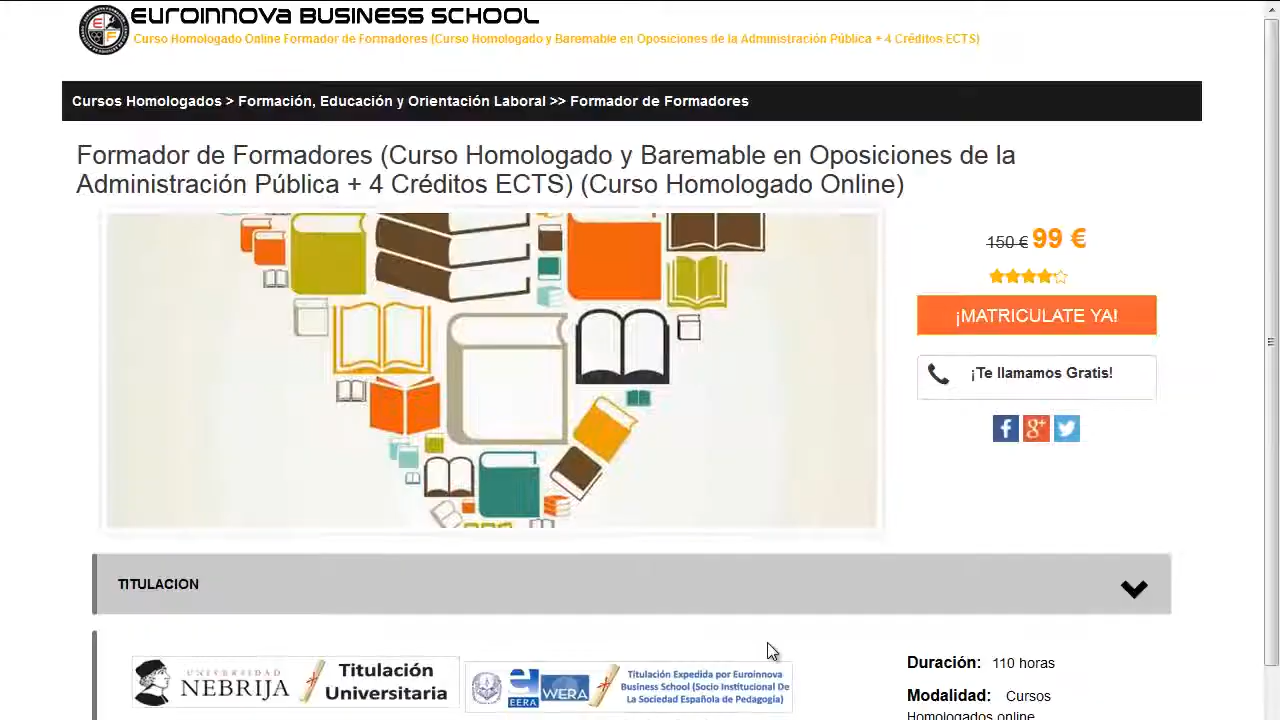 EUROINNOVA BUSINESS SCHOOL
Curso Homologado Online Formador de Formadores (Curso Homologado y Baremable en Oposiciones de la Administración Pública + 4 Créditos ECTS)
Cursos Homologados > Formación, Educación y Orientación Laboral >> Formador de Formadores
Formador de Formadores (Curso Homologado y Baremable en Oposiciones de la
Administración Pública + 4 Créditos ECTS) (Curso Homologado Online)
150 € 99 €
¡MATRICULATE YA!
¡Te llamamos Gratis!
TITULACION
UNIVERSIDAD
NEBRIJA
Titulación
Universitaria
EERA
WERA
Titulación Expedida por Euroinnova
Business School (Socio Institucional De
La Sociedad Española de Pedagogía)
Duración: 110 horas
Modalidad: Cursos
Homologados online